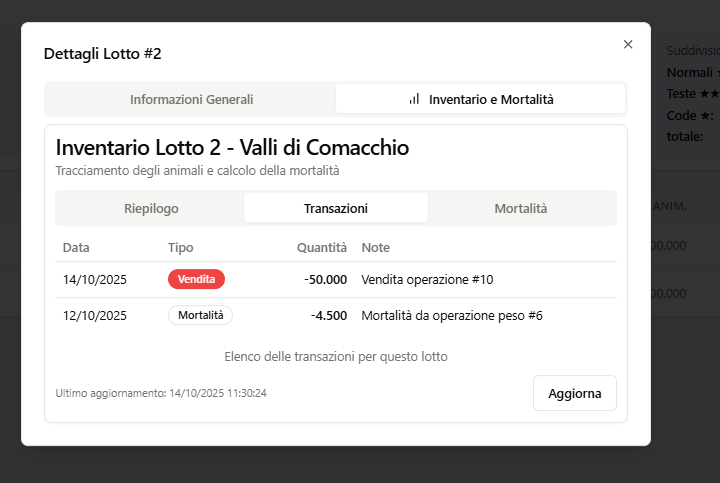 Dettagli Lotto #2
Suddivisio
Normali ★
Teste ★★
Code ★:
totale:
Informazioni Generali
Inventario e Mortalità
Inventario Lotto 2 - Valli di Comacchio
Tracciamento degli animali e calcolo della mortalità
Riepilogo Transazioni Mortalità
ANIM.
Data Tipo Quantità Note
00.000
14/10/2025 Vendita -50.000 Vendita operazione #10
00.000
12/10/2025 Mortalità -4.500 Mortalità da operazione peso #6
Elenco delle transazioni per questo lotto
Ultimo aggiornamento: 14/10/2025 11:30:24
Aggiorna